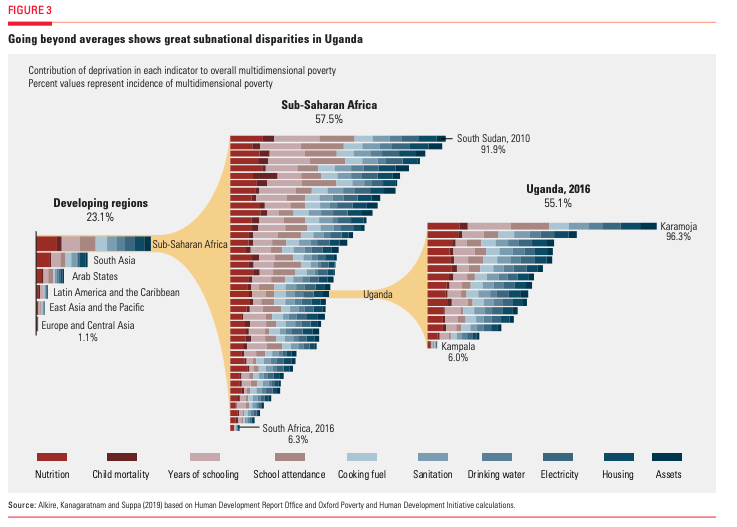 FIGURE 3
Going beyond averages shows great subnational disparities in Uganda
Contribution of deprivation in each indicator to overall multidimensional poverty
Percent values represent incidence of multidimensional poverty
Sub-Saharan Africa
57.5%
South Sudan, 2010
91.9%
Uganda, 2016
55.1%
Developing regions
23.1%
Karamoja
96.3%
Sub-Saharan Africa
South Asia
Arab States
Latin America and the Caribbean
Uganda
East Asia and the Pacific
Europe and Central Asia
1.1%
Kampala
6.0%
South Africa, 2016
6.3%
Nutrition
Child mortality
Years of schooling
School attendance
Cooking fuel
Sanitation
Drinking water
Electricity
Housing
Assets
Source: Alkire, Kanagaratnam and Suppa (2019) based on Human Development Report Office and Oxford Poverty and Human Development Initiative calculations.